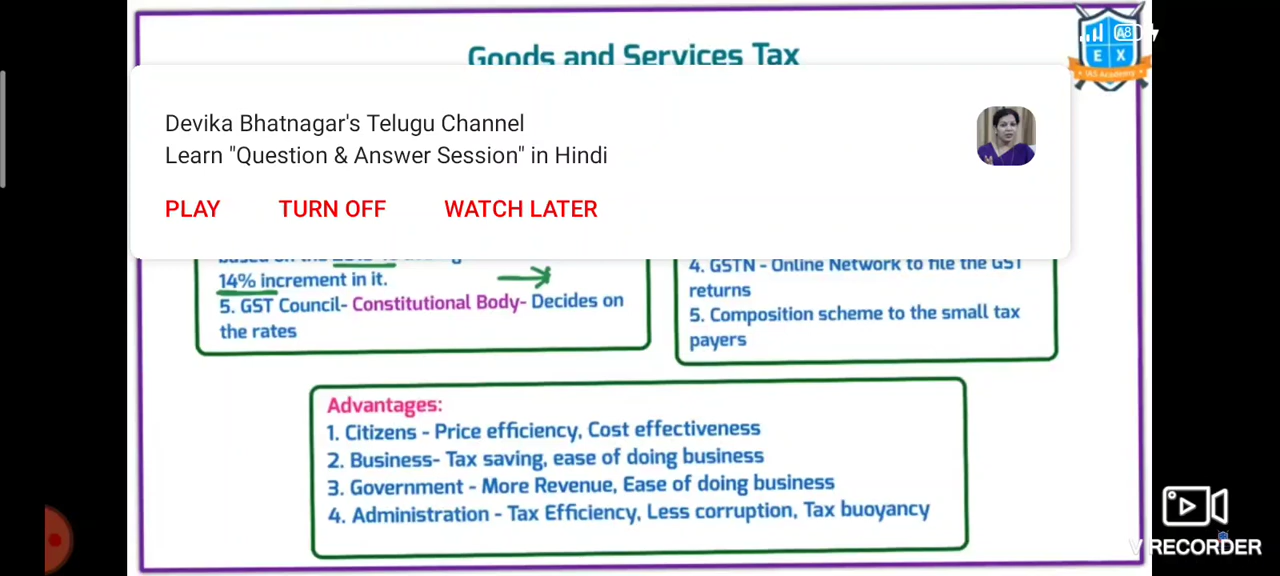 Goods and Services Tax
A
E X
IAS Academy
Devika Bhatnagar's Telugu Channel
Learn "Question & Answer Session" in Hindi
PLAY TURN OFF WATCH LATER
14% increment in it.
5. GST Council- Constitutional Body- Decides on
the rates
4. GSTN - Online Network to file the GST
returns
5. Composition scheme to the small tax
payers
Advantages:
1. Citizens - Price efficiency, Cost effectiveness
2. Business- Tax saving, ease of doing business
3. Government - More Revenue, Ease of doing business
4. Administration - Tax Efficiency, Less corruption, Tax buoyancy
V RECORDER